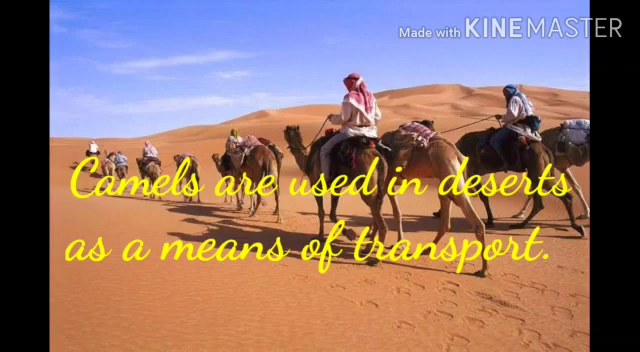 Made with KINEMASTER
Camels are used in deserts
as a means of transport.